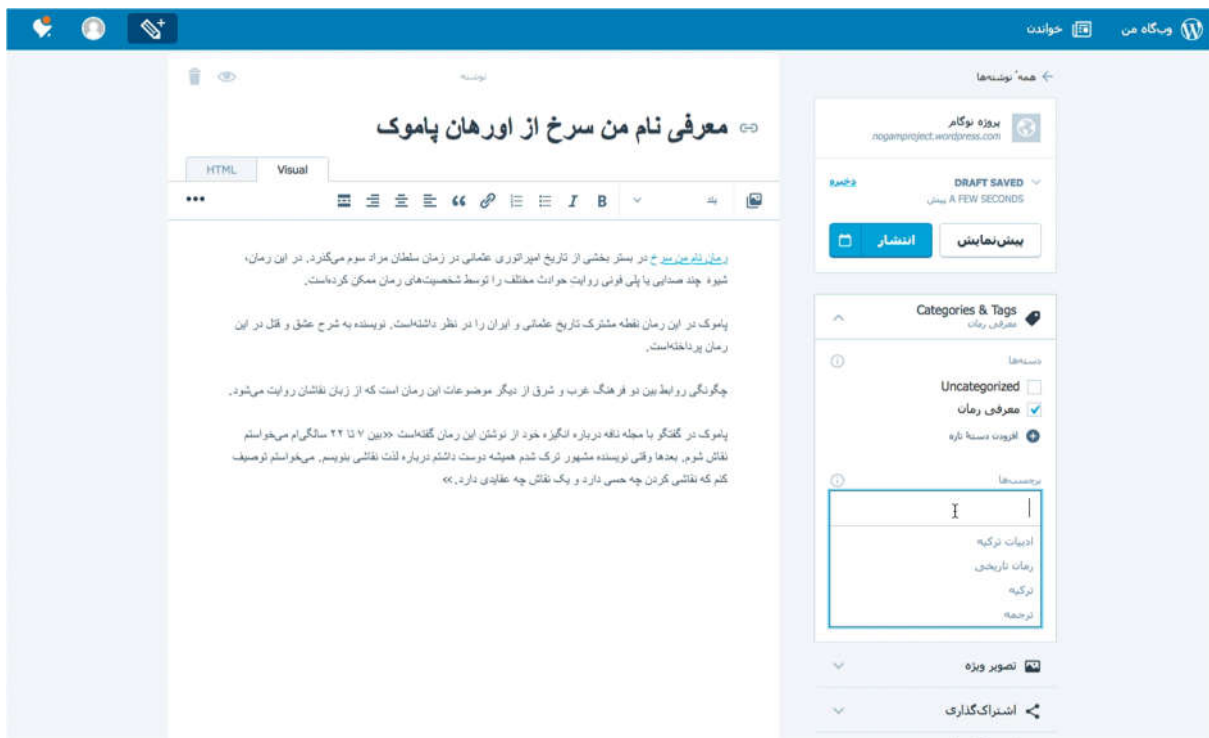 وبگاه من
خواندن
همهٔ نوشته‌ها
پروژه نوگام
nogamproject.wordpress.com
DRAFT SAVED
ذخیره
A FEW SECONDS پیش
پیش‌نمایش
انتشار
Categories & Tags
معرفی رمان
دسته‌ها
Uncategorized
معرفی رمان
افزودن دستهٔ تازه
برچسب‌ها
ادبیات ترکیه
رمان تاریخی
ترکیه
ترجمه
تصویر ویژه
اشتراک‌گذاری
نوشته
معرفی نام من سرخ از اورهان پاموک
Visual
HTML
بند
B I
رمان نام من سرخ در بستر بخشی از تاریخ امپراتوری عثمانی در زمان سلطان مراد سوم می‌گذرد. در این رمان،
شیوه چند صدایی یا پلی فونی روایت حوادث مختلف را توسط شخصیت‌های رمان ممکن کرده‌است.
پاموک در این رمان نقطه مشترک تاریخ عثمانی و ایران را در نظر داشته‌است. نویسنده به شرح عشق و قتل در این
رمان پرداخته‌است.
چگونگی روابط بین دو فرهنگ غرب و شرق از دیگر موضوعات این رمان است که از زبان نقاشان روایت می‌شود.
پاموک در گفتگو با مجله نافه درباره انگیزه خود از نوشتن این رمان گفته‌است «بین ۷ تا ۲۲ سالگی‌ام می‌خواستم
نقاش شوم. بعدها وقتی نویسنده مشهور ترک شدم همیشه دوست داشتم درباره لذت نقاشی بنویسم. می‌خواستم توصیف
کنم که نقاشی کردن چه حسی دارد و یک نقاش چه عقایدی دارد.»